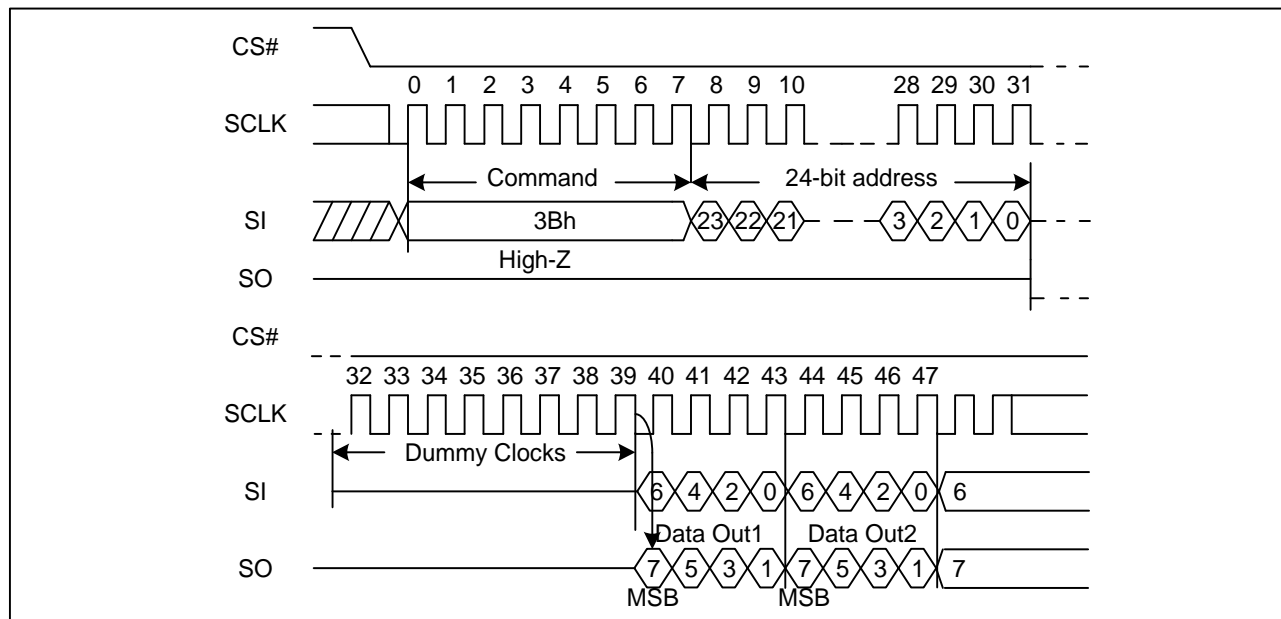 CS#
0 1 2 3 4 5 6 7 8 9 10 28 29 30 31
SCLK
Command 24-bit address
SI 3Bh 23 22 21 3 2 1 0
High-Z
SO
CS#
32 33 34 35 36 37 38 39 40 41 42 43 44 45 46 47
SCLK
Dummy Clocks
SI 6 4 2 0 6 4 2 0 6
Data Out1 Data Out2
SO 7 5 3 1 7 5 3 1 7
MSB MSB